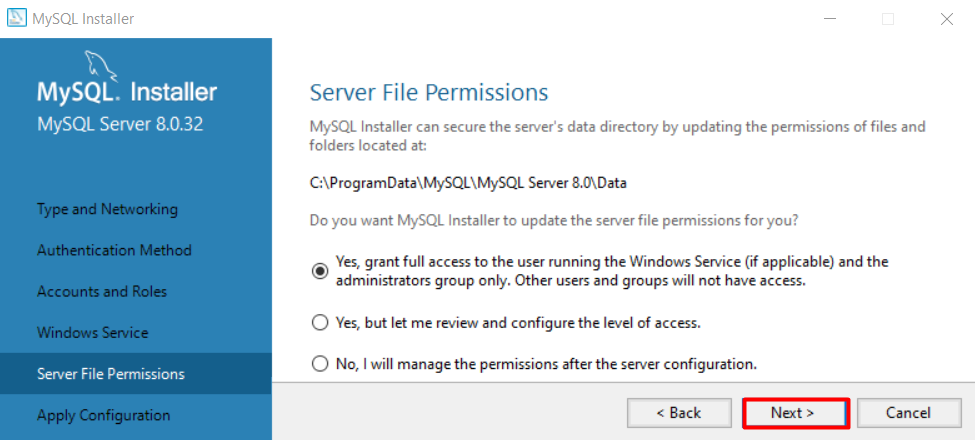 MySQL Installer
MySQL. Installer
MySQL Server 8.0.32
Type and Networking
Authentication Method
Accounts and Roles
Windows Service
Server File Permissions
Apply Configuration
Server File Permissions
MySQL Installer can secure the server's data directory by updating the permissions of files and
folders located at:
C:\ProgramData\MySQL\MySQL Server 8.0\Data
Do you want MySQL Installer to update the server file permissions for you?
Yes, grant full access to the user running the Windows Service (if applicable) and the
administrators group only. Other users and groups will not have access.
Yes, but let me review and configure the level of access.
No, I will manage the permissions after the server configuration.
< Back
Next >
Cancel